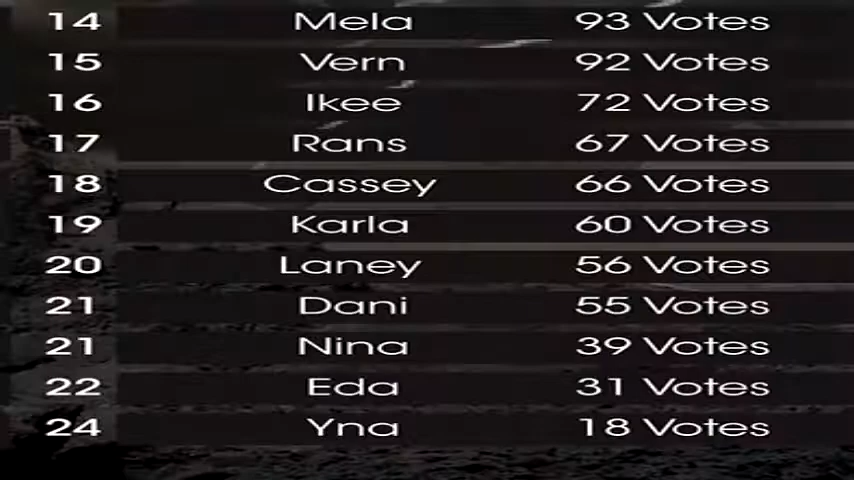 14 Mela 93 Votes
15 Vern 92 Votes
16 Ikee 72 Votes
17 Rans 67 Votes
18 Cassey 66 Votes
19 Karla 60 Votes
20 Laney 56 Votes
21 Dani 55 Votes
21 Nina 39 Votes
22 Eda 31 Votes
24 Yna 18 Votes